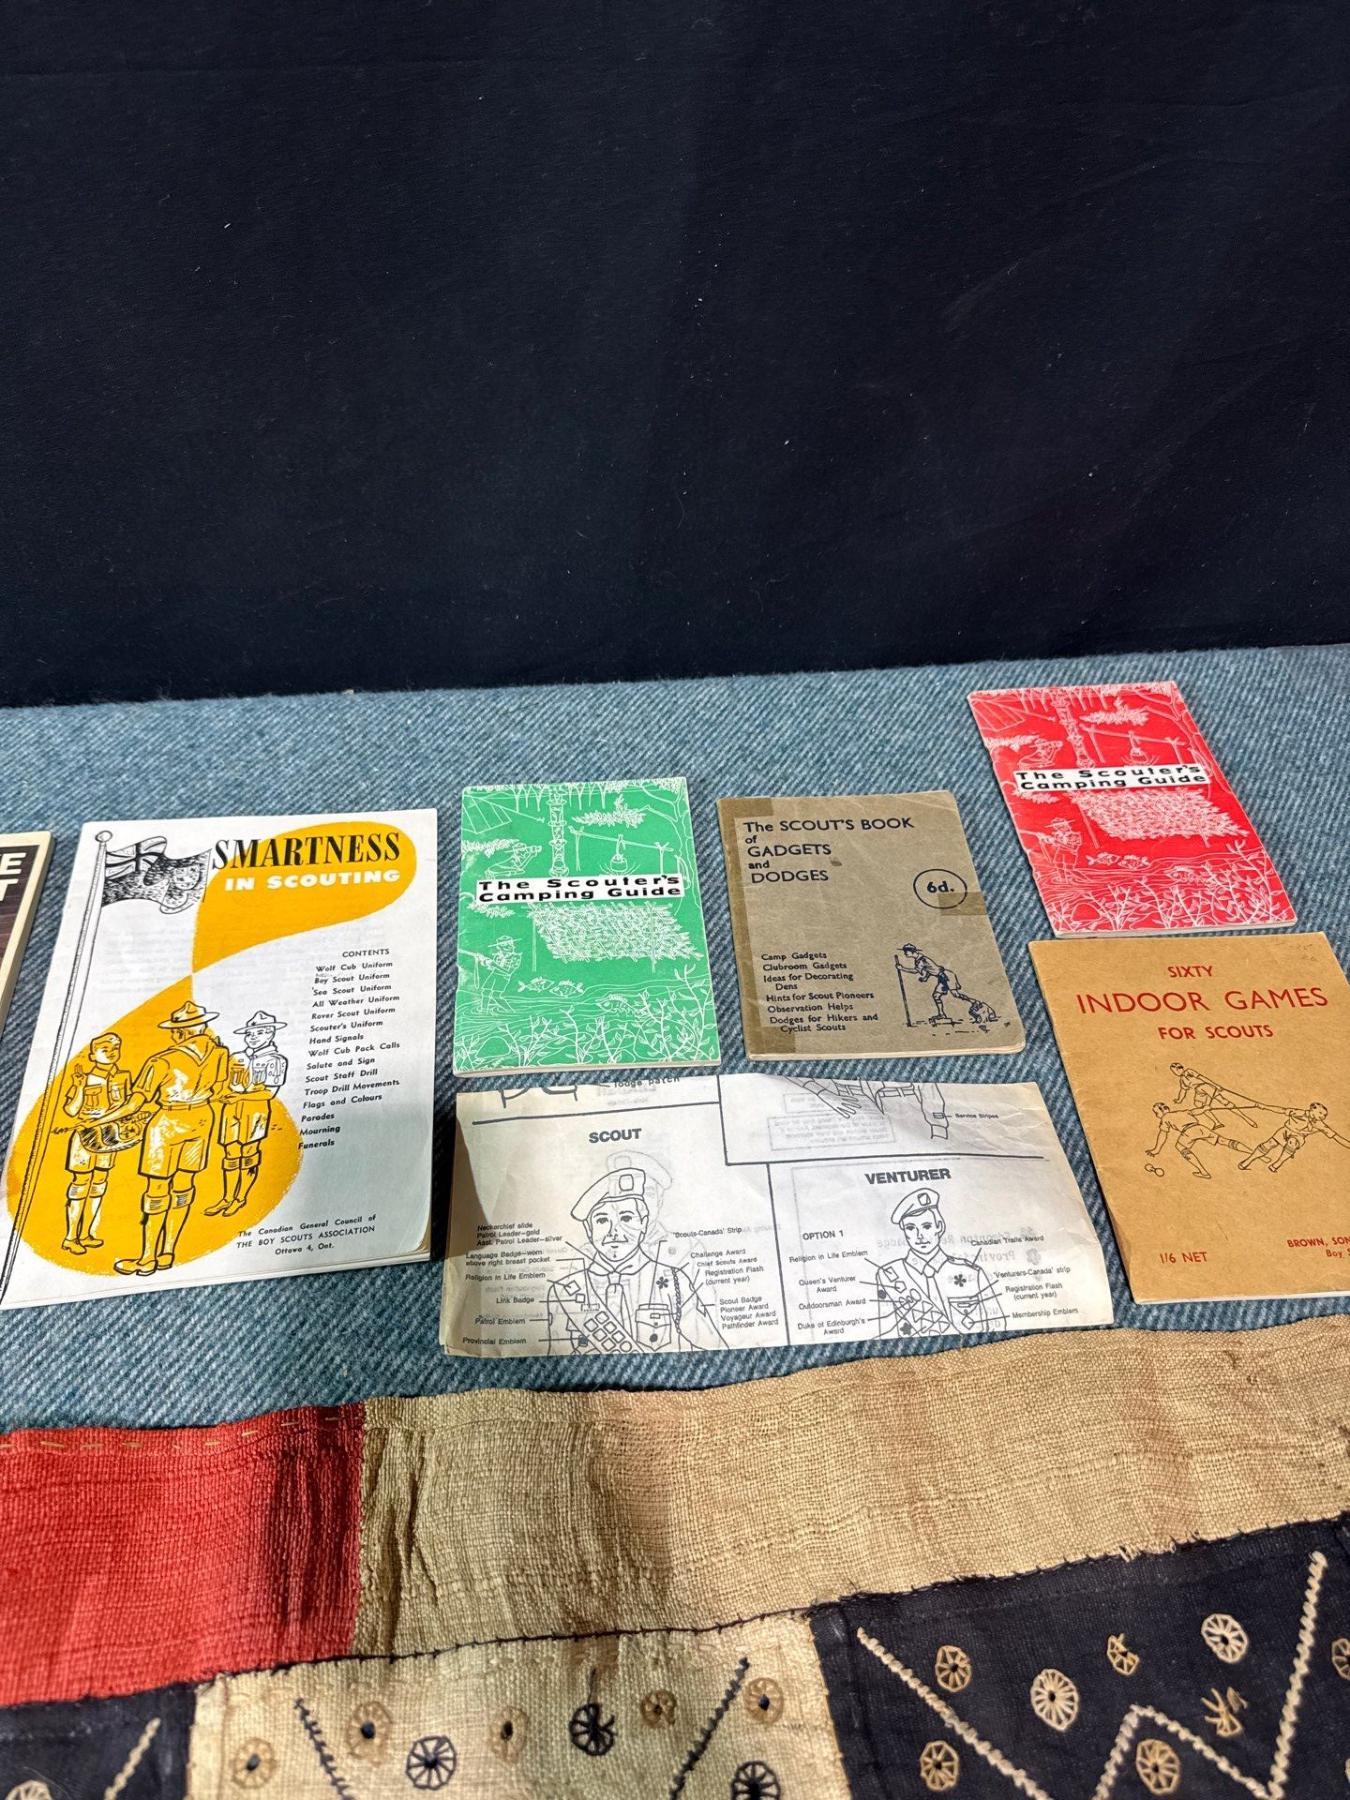 SMARTNESS
IN SCOUTING
CONTENTS
Wolf Cub Uniform
Boy Scout Uniform
Sea Scout Uniform
All Weather Uniform
Rover Scout Uniform
Scouter's Uniform
Hand Signals
Wolf Cub Pack Calls
Salute and Sign
Scout Staff Drill
Troop Drill Movements
Flags and Colours
Parades
Mourning
Funerals
The Canadian General Council of
THE BOY SCOUTS ASSOCIATION
Ottawa 4, Ont.
The Scouter's
Camping Guide
The SCOUT'S BOOK
of
GADGETS
and
DODGES
6d.
Camp Gadgets
Clubroom Gadgets
Ideas for Decorating
Dens
Hints for Scout Pioneers
Observation Helps
Dodges for Hikers and
Cyclist Scouts
The Scouter's
Camping Guide
SIXTY
INDOOR GAMES
FOR SCOUTS
1/6 NET
BROWN, SON
Boy
lodge patch
Service Stripes
SCOUT
Neckerchief slide
Patrol Leader—gold
Asst. Patrol Leader—silver
Language Badge—worn
above right breast pocket
Religion in Life Emblem
Link Badge
Patrol Emblem
Provincial Emblem
'Scouts-Canada' Strip
Challenge Award
Chief Scouts Award
Registration Flash
(current year)
Scout Badge
Pioneer Award
Voyageur Award
Pathfinder Award
VENTURER
OPTION 1
Religion in Life Emblem
Queen's Venturer
Award
Outdoorsman Award
Duke of Edinburgh's
Award
Canadian Trails Award
'Venturers-Canada' strip
Registration Flash
(current year)
Membership Emblem